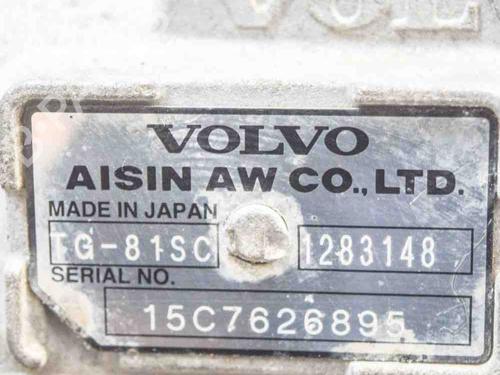 VOLVO
AISIN AW CO., LTD.
MADE IN JAPAN
TG-81SC 1283148
SERIAL NO.
15C7626895